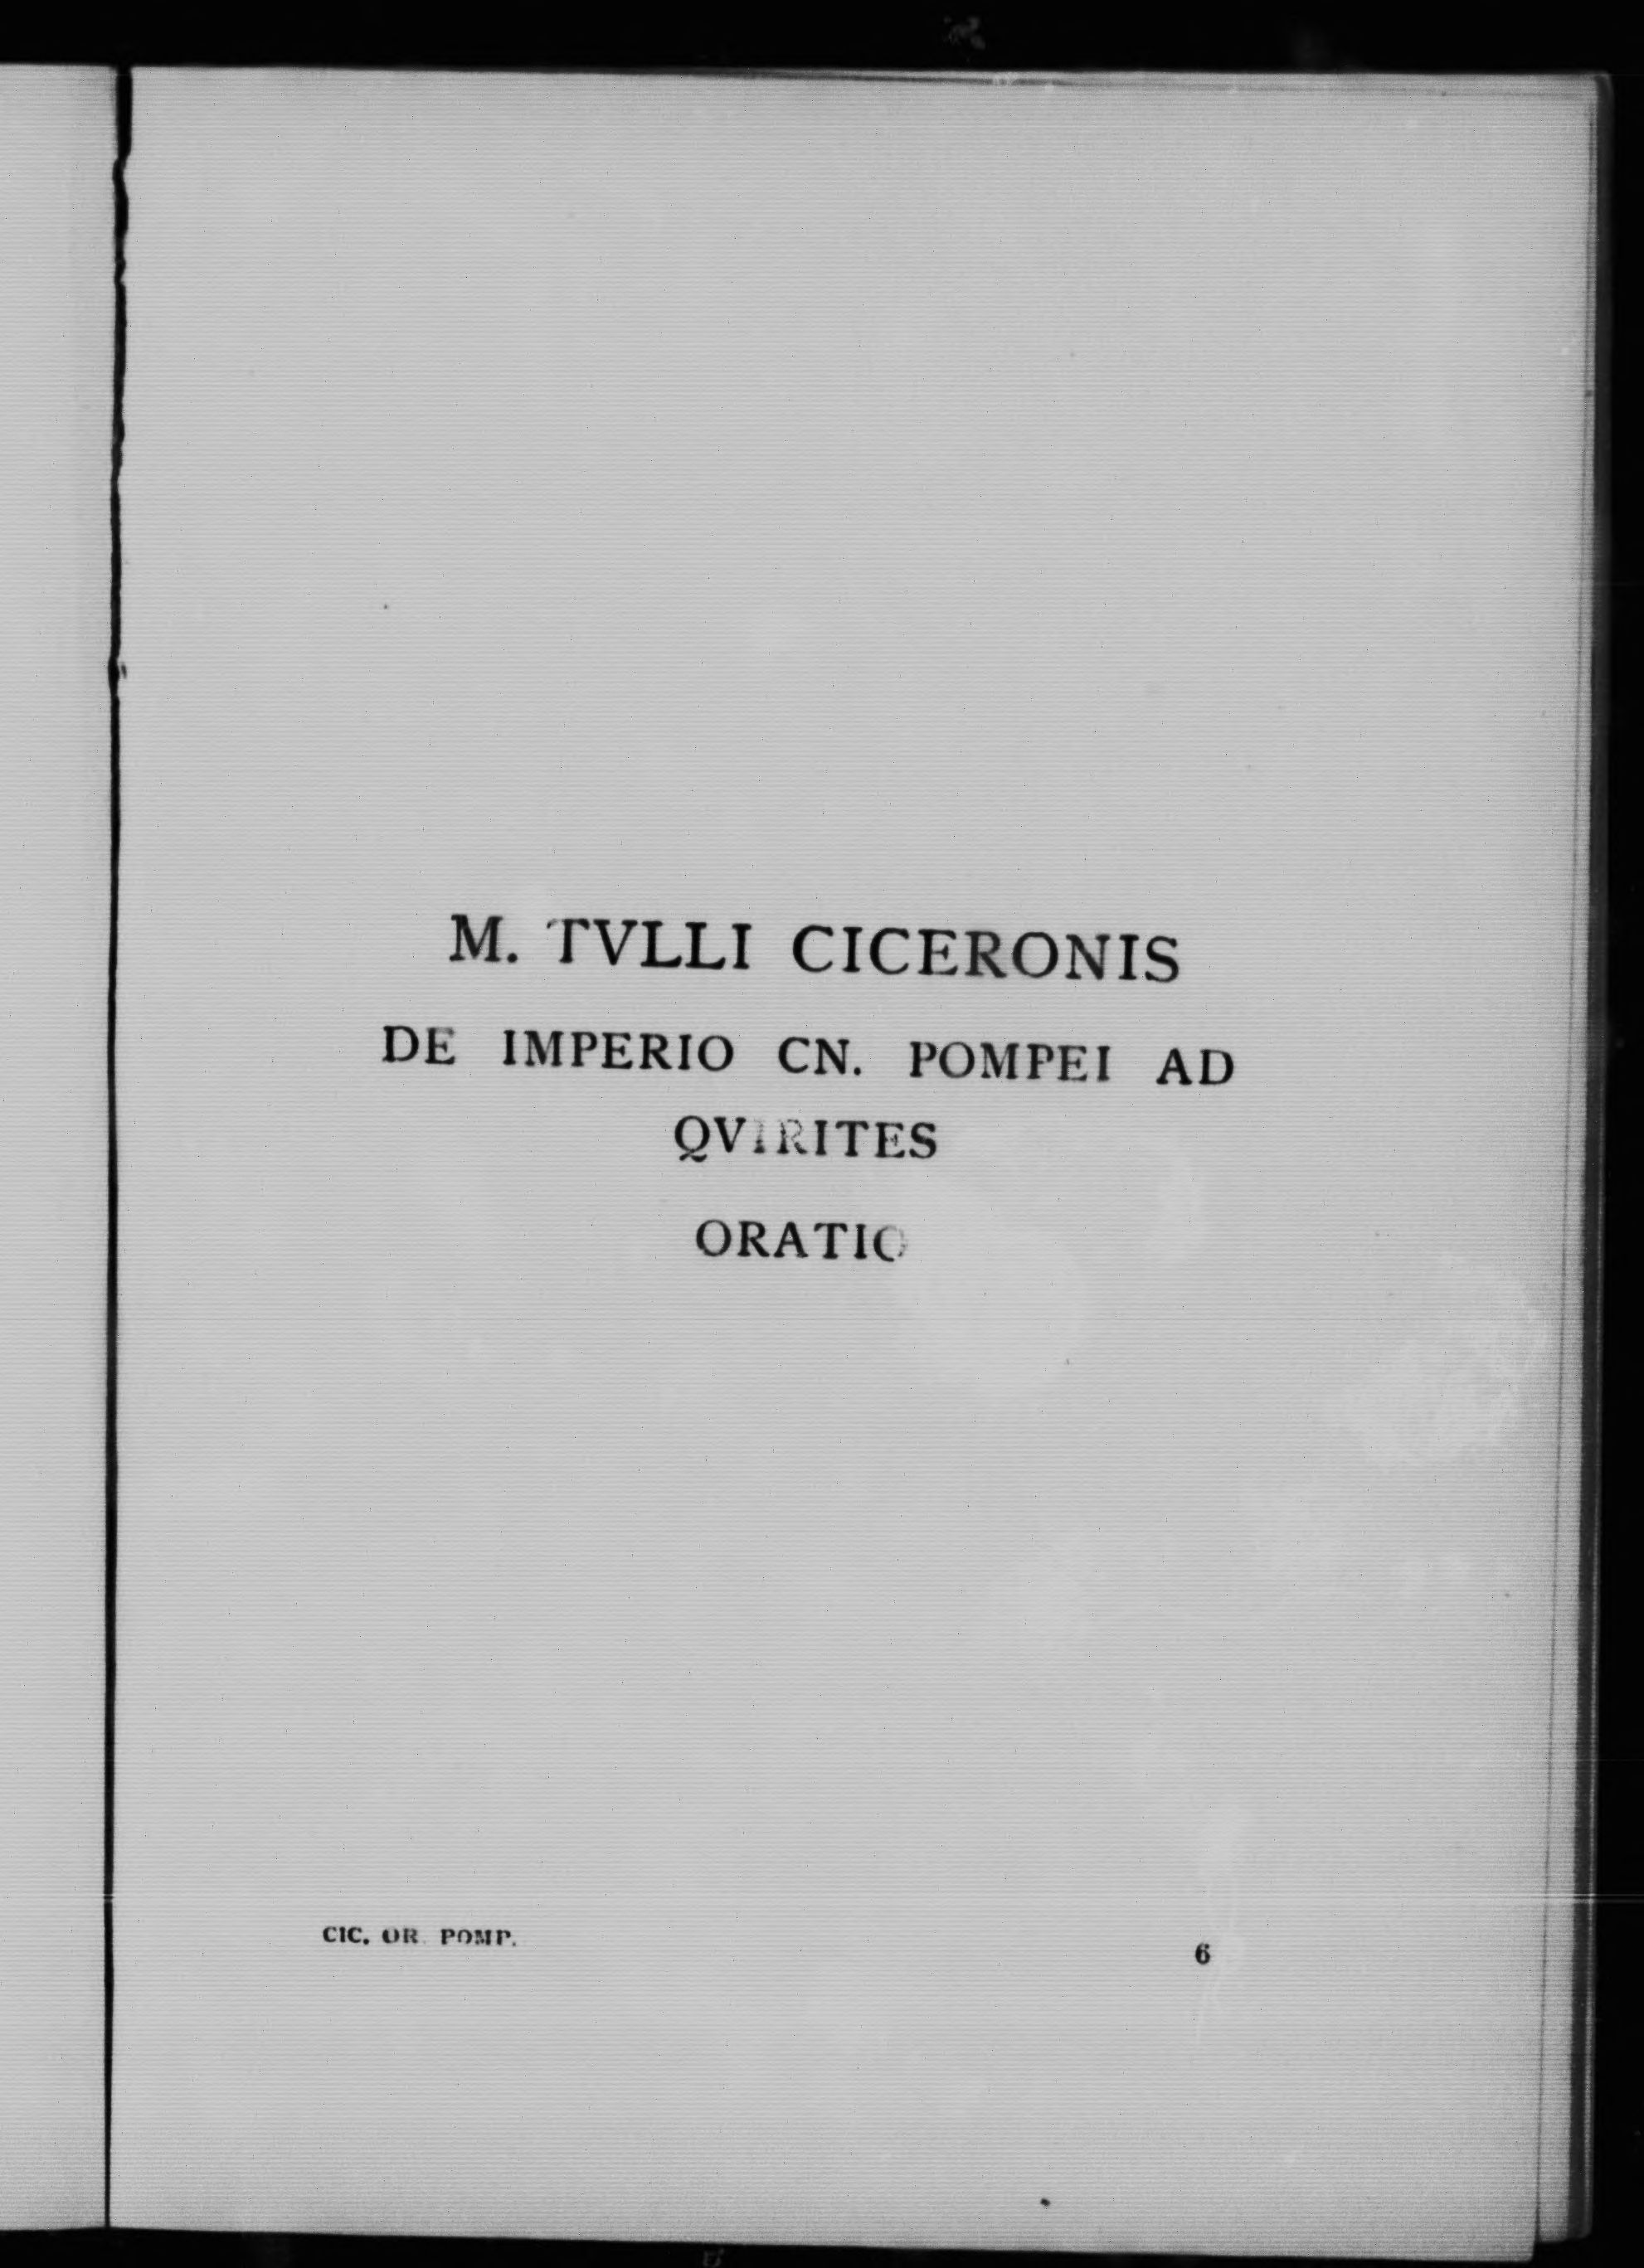 M. TVLLI CICERONIS
DE IMPERIO CN. POMPEI AD
QVIRITES
ORATIO
CIC. OR. POMP.
6